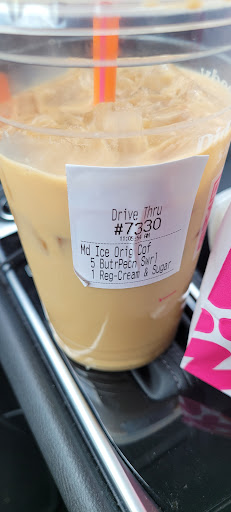 Drive Thru
#7330
Md Ice Orig Cof
5 ButrPecn Swrl
1 Reg-Cream & Sugar